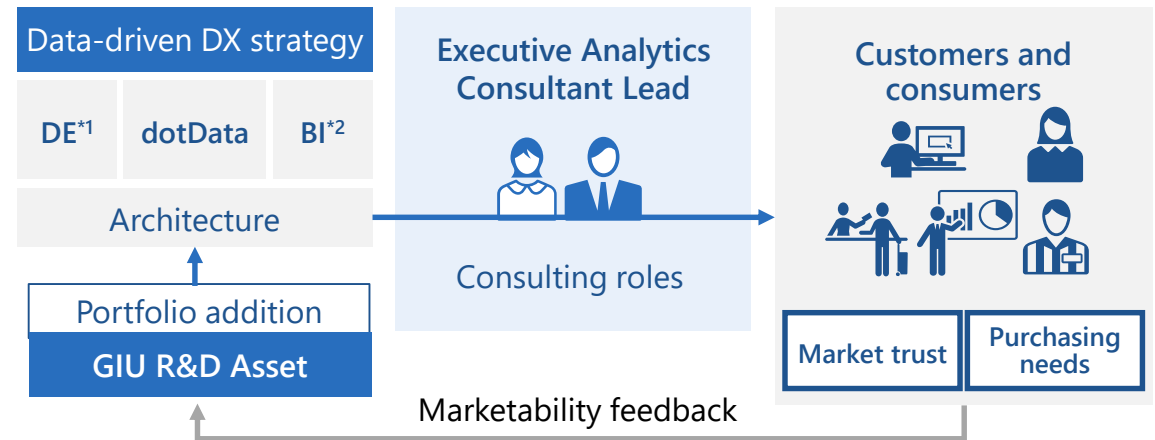 Data-driven DX strategy
DE*1
dotData
BI*2
Architecture
Portfolio addition
GIU R&D Asset
Executive Analytics
Consultant Lead
Consulting roles
Customers and
consumers
Market trust
Purchasing
needs
Marketability feedback